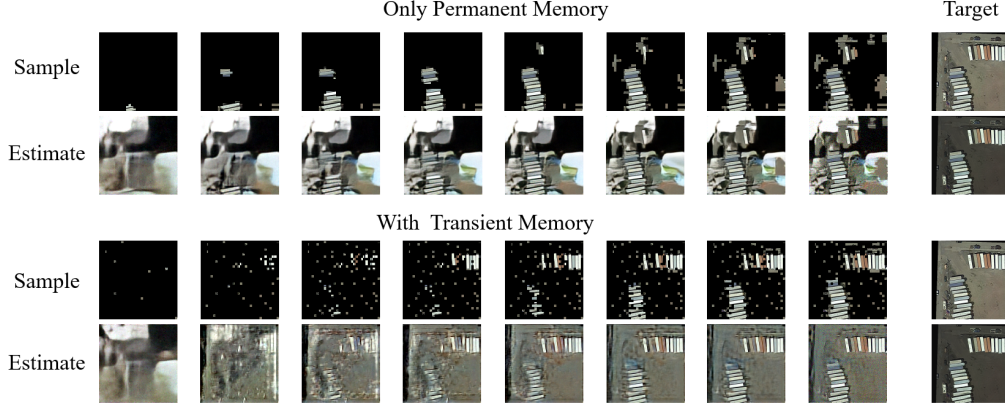 Only Permanent Memory Target
Sample
Estimate
With Transient Memory
Sample
Estimate